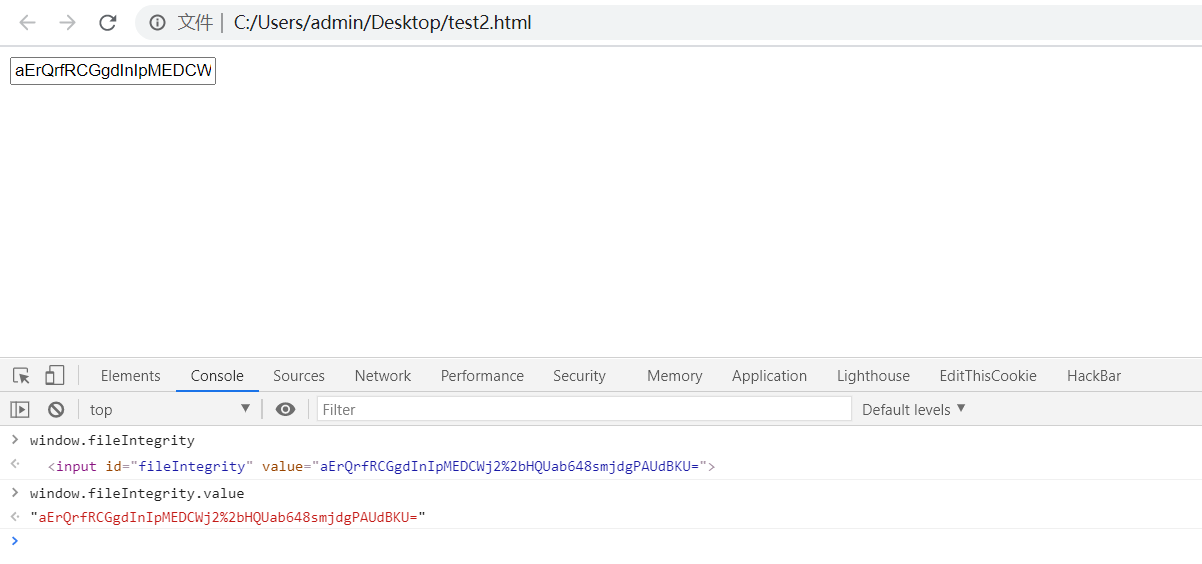 文件 | C:/Users/admin/Desktop/test2.html
aErQrfRCGgdInIpMEDCW
Elements Console Sources Network Performance Security Memory Application Lighthouse EditThisCookie HackBar
top Filter Default levels
window.fileIntegrity
<input id="fileIntegrity" value="aErQrfRCGgdInIpMEDCWj2%2bHQUab648smjdgPAUdBKU=">
window.fileIntegrity.value
"aErQrfRCGgdInIpMEDCWj2%2bHQUab648smjdgPAUdBKU="